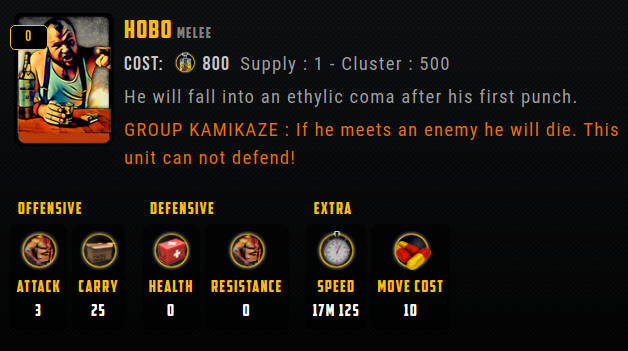 0
HOBO MELEE
COST: 800 Supply : 1 - Cluster : 500
He will fall into an ethylic coma after his first punch.
GROUP KAMIKAZE : If he meets an enemy he will die. This
unit can not defend!
OFFENSIVE DEFENSIVE EXTRA
ATTACK CARRY HEALTH RESISTANCE SPEED MOVE COST
3 25 0 0 17M 12S 10